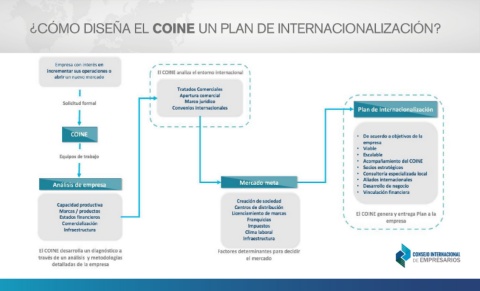 ¿CÓMO DISEÑA EL COINE UN PLAN DE INTERNACIONALIZACIÓN?
Empresa con interés en
incrementar sus operaciones o
abrir un nuevo mercado
Solicitud formal
COINE
Equipos de trabajo
Análisis de empresa
Capacidad productiva
Marcas / productos
Estados financieros
Comercialización
Infraestructura
El COINE desarrolla un diagnóstico a
través de un análisis y metodologías
detalladas de la empresa
El COINE analiza el entorno internacional
Tratados Comerciales
Apertura comercial
Marco jurídico
Convenios internacionales
Mercado meta
Creación de sociedad
Centros de distribución
Licenciamiento de marcas
Franquicias
Impuestos
Clima laboral
Infraestructura
Factores determinantes para decidir
el mercado
Plan de internacionalización
• De acuerdo a objetivos de la
empresa
• Viable
• Escalable
• Acompañamiento del COINE
• Socios estratégicos
• Consultoría especializada local
• Aliados internacionales
• Desarrollo de negocio
• Vinculación financiera
El COINE genera y entrega Plan a la
empresa
CONSEJO INTERNACIONAL
DE EMPRESARIOS